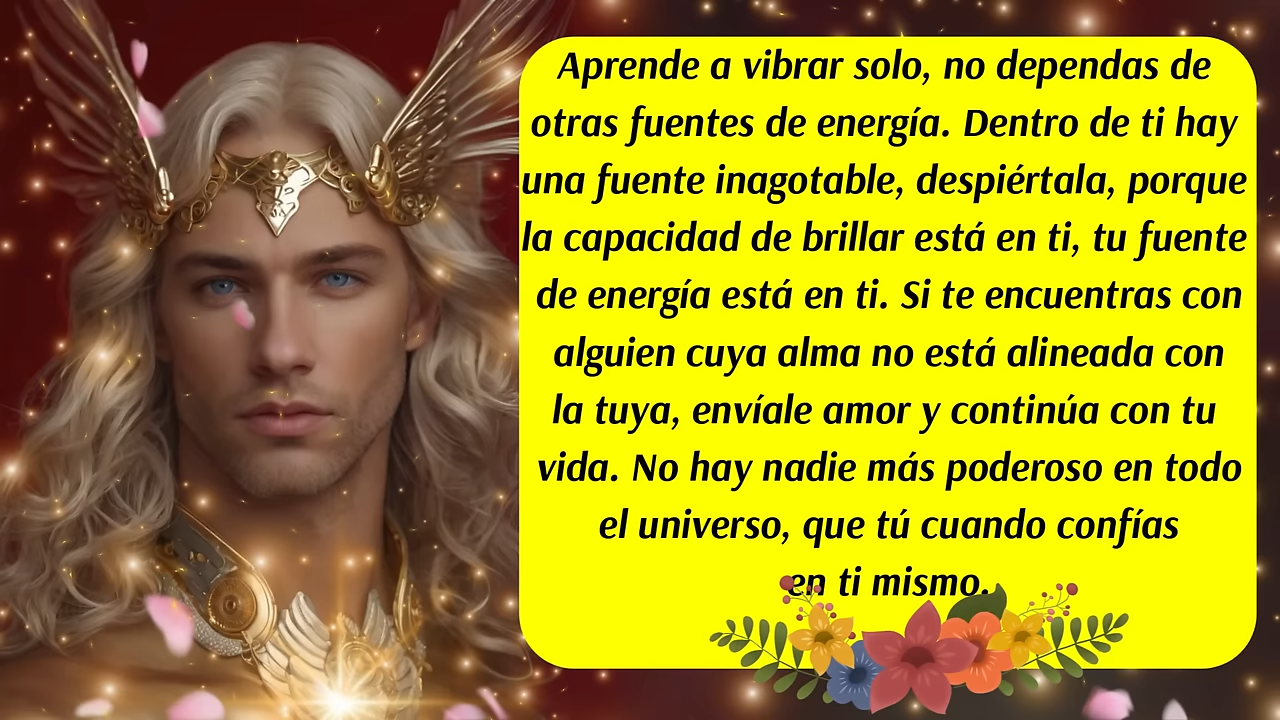 Aprende a vibrar solo, no dependas de
otras fuentes de energía. Dentro de ti hay
una fuente inagotable, despiértala, porque
la capacidad de brillar está en ti, tu fuente
de energía está en ti. Si te encuentras con
alguien cuya alma no está alineada con
la tuya, envíale amor y continúa con tu
vida. No hay nadie más poderoso en todo
el universo, que tú cuando confías
en ti mismo.